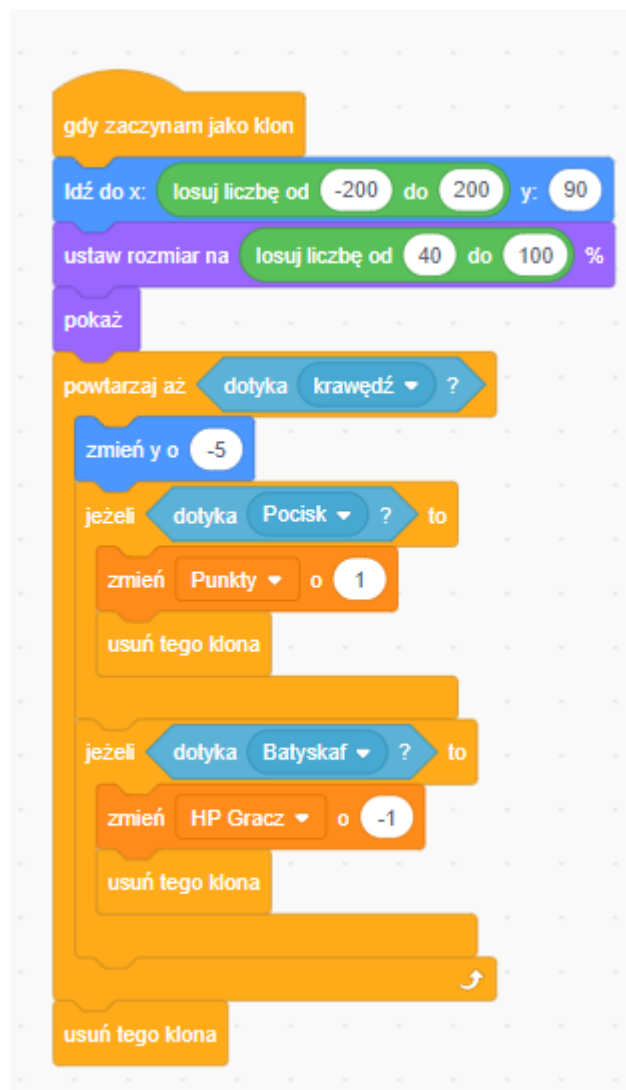 gdy zaczynam jako klon
Idź do x: losuj liczbę od -200 do 200 y: 90
ustaw rozmiar na losuj liczbę od 40 do 100 %
pokaż
powtarzaj aż dotyka krawędź ?
zmień y o -5
jeżeli dotyka Pocisk ? to
zmień Punkty o 1
usuń tego klona
jeżeli dotyka Batyskaf ? to
zmień HP Gracz o -1
usuń tego klona
usuń tego klona